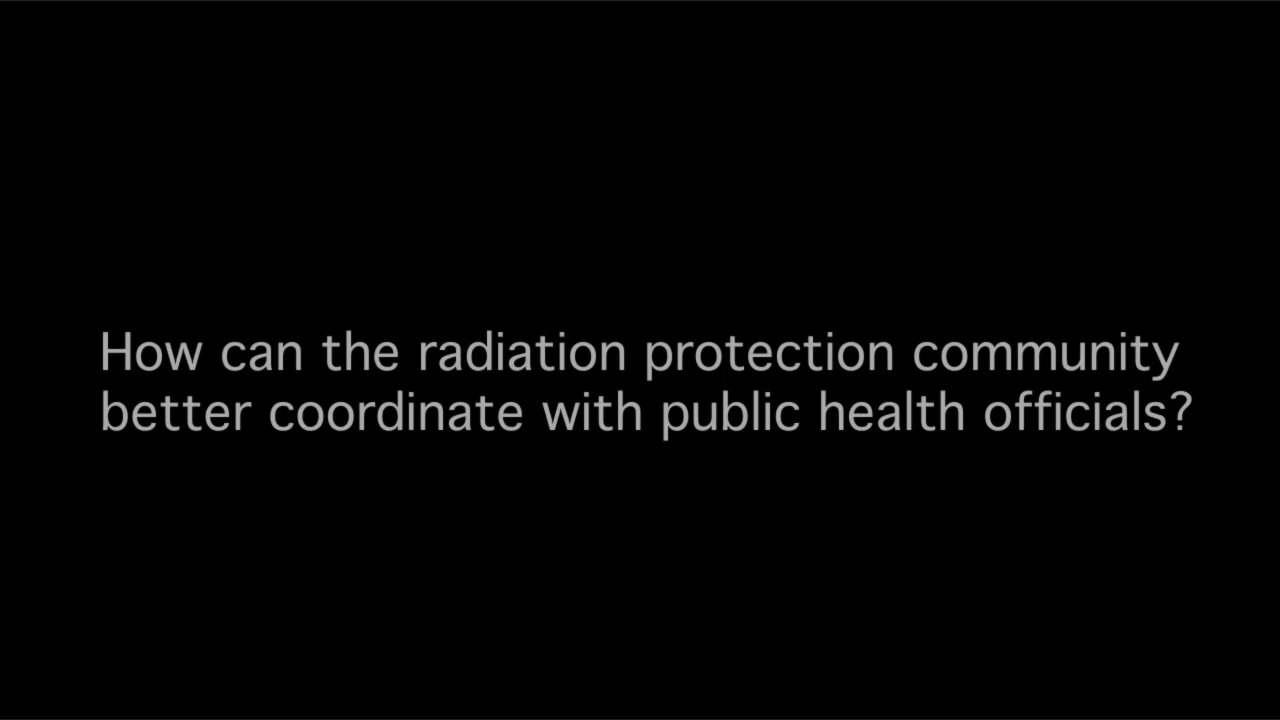 How can the radiation protection community
better coordinate with public health officials?